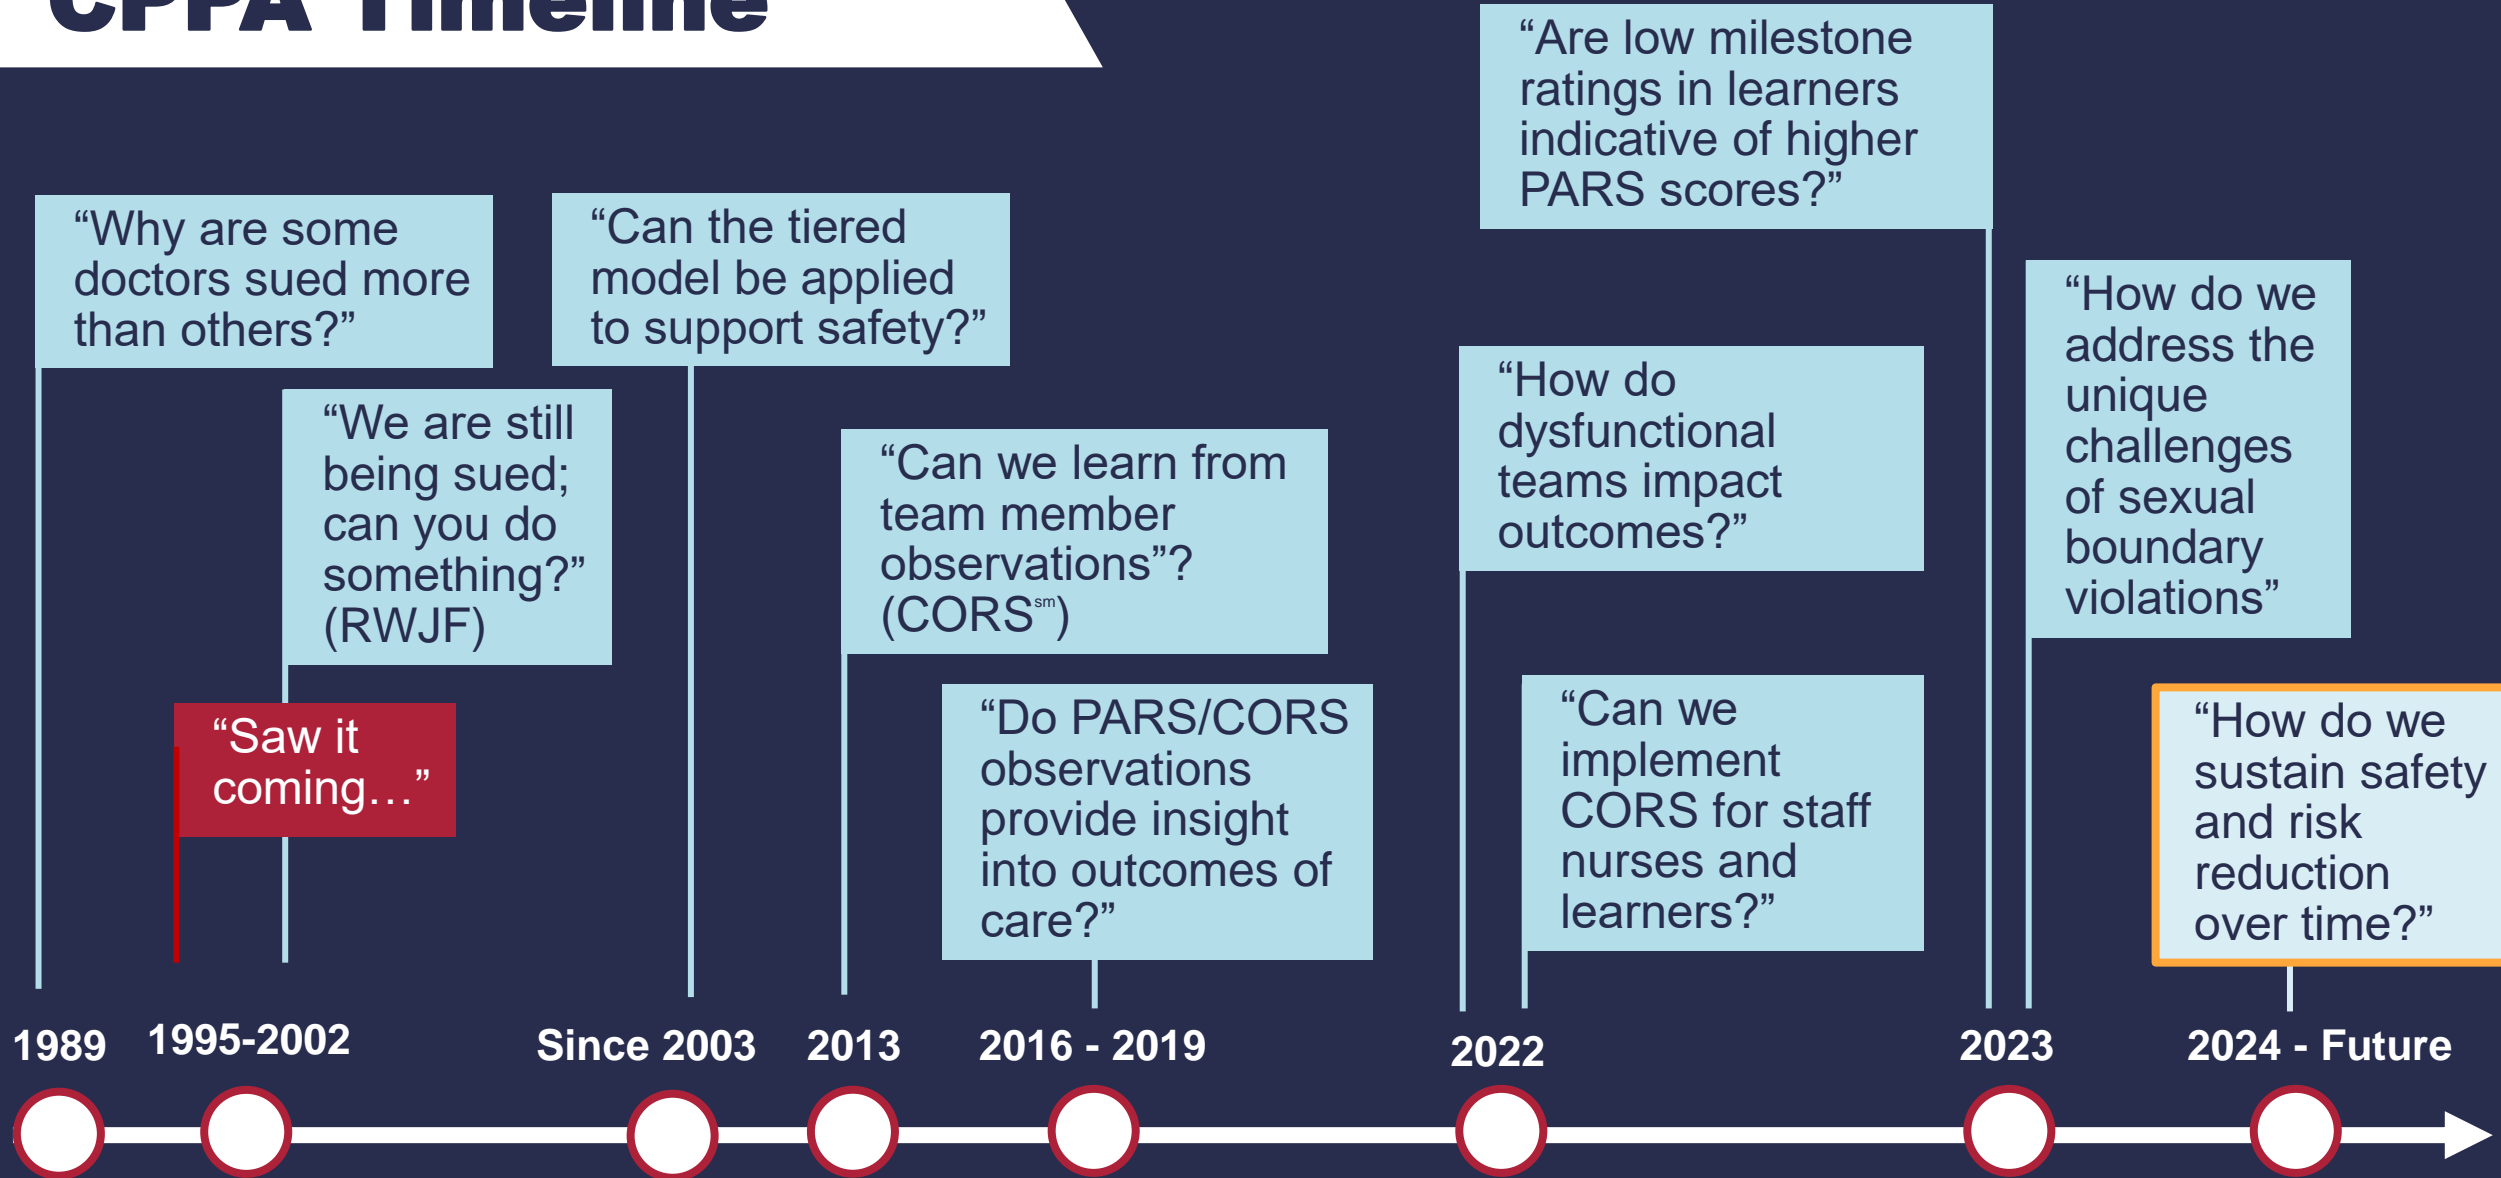 CPPA Timeline
“Why are some
doctors sued more
than others?”
“We are still
being sued;
can you do
something?”
(RWJF)
“Saw it
coming…”
“Can the tiered
model be applied
to support safety?”
“Can we learn from
team member
observations”?
(CORS℠)
“Do PARS/CORS
observations
provide insight
into outcomes of
care?”
“Are low milestone
ratings in learners
indicative of higher
PARS scores?”
“How do
dysfunctional
teams impact
outcomes?”
“Can we
implement
CORS for staff
nurses and
learners?”
“How do we
address the
unique
challenges
of sexual
boundary
violations”
“How do we
sustain safety
and risk
reduction
over time?”
1989
1995-2002
Since 2003
2013
2016 - 2019
2022
2023
2024 - Future